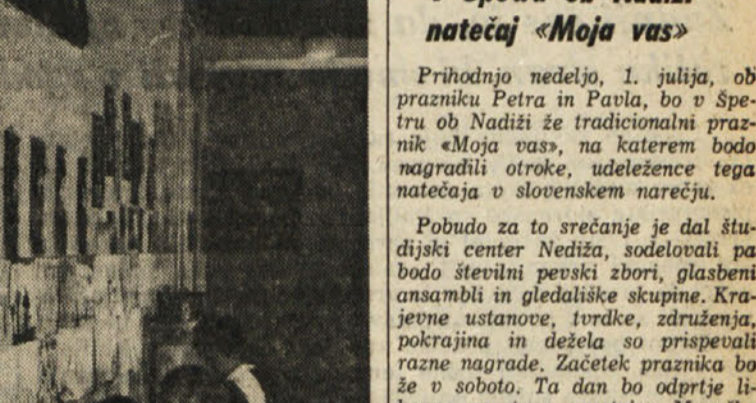 natečaj «Moja vas»
Prihodnjo nedeljo, 1. julija, ob
prazniku Petra in Pavla, bo v Špe-
tru ob Nadiži že tradicionalni praz-
nik «Moja vas», na katerem bodo
nagradili otroke, udeležence tega
natečaja v slovenskem narečju.
Pobudo za to srečanje je dal štu-
dijski center Nediža, sodelovali pa
bodo številni pevski zbori, glasbeni
ansambli in gledališke skupine. Kra-
jevne ustanove, tvrdke, združenja,
pokrajina in dežela so prispevali
razne nagrade. Začetek praznika bo
že v soboto. Ta dan bo odprtje li-